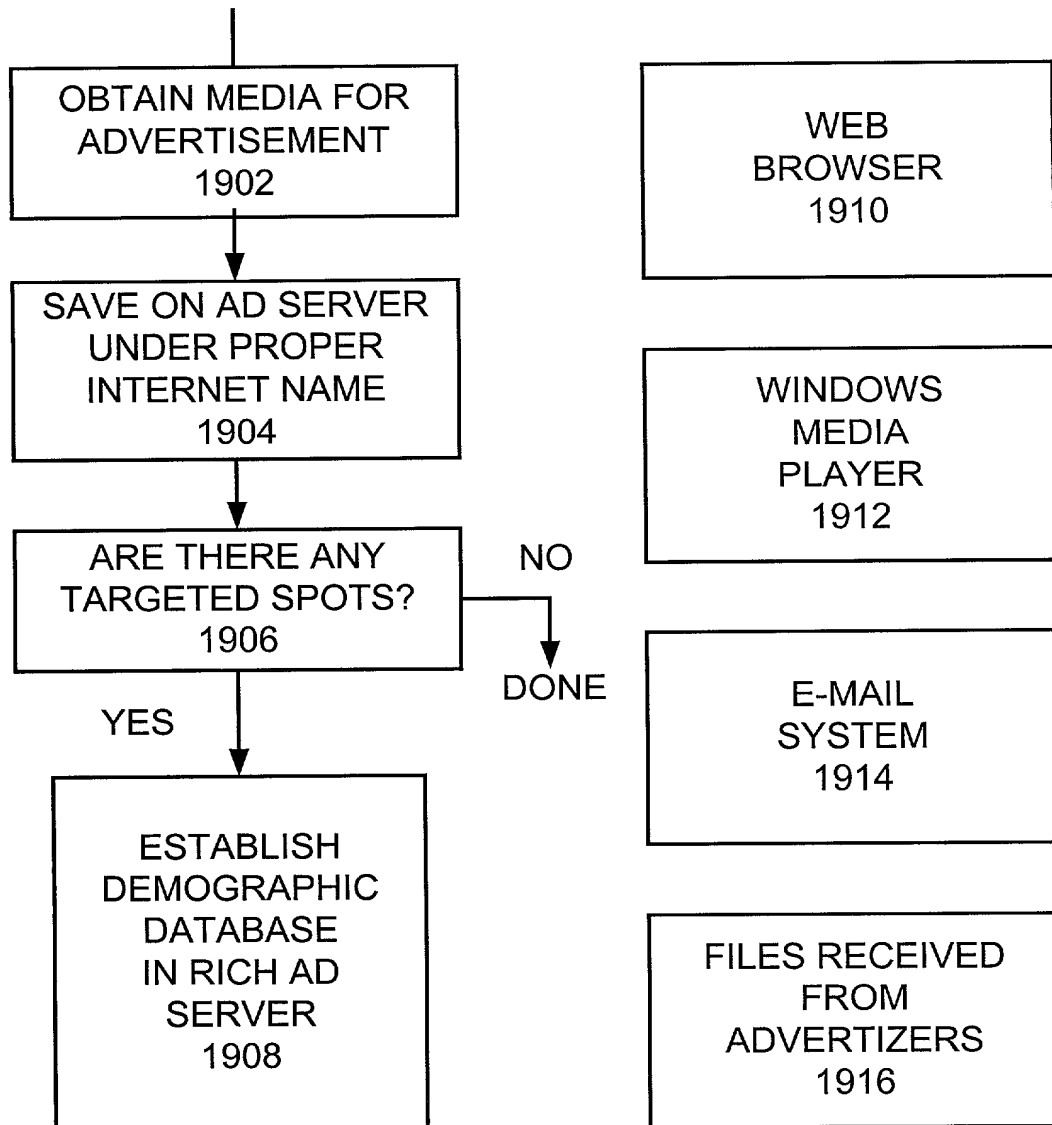 OBTAIN MEDIA FOR
ADVERTISEMENT
1902
SAVE ON AD SERVER
UNDER PROPER
INTERNET NAME
1904
ARE THERE ANY
TARGETED SPOTS?
1906
NO
DONE
YES
ESTABLISH
DEMOGRAPHIC
DATABASE
IN RICH AD
SERVER
1908
WEB
BROWSER
1910
WINDOWS
MEDIA
PLAYER
1912
E-MAIL
SYSTEM
1914
FILES RECEIVED
FROM
ADVERTIZERS
1916